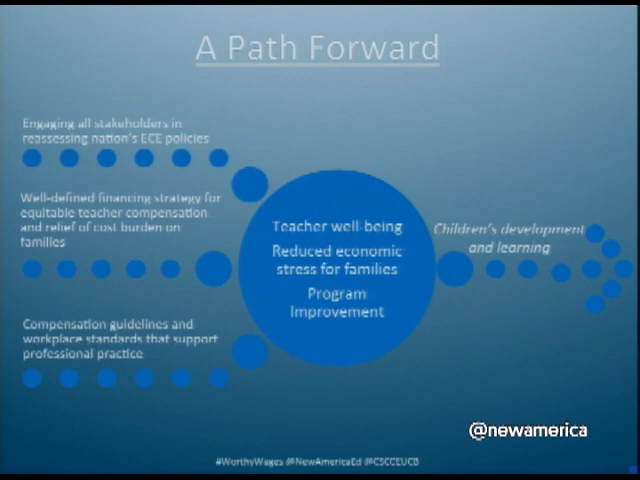 A Path Forward
Engaging all stakeholders in
reassessing nation's ECE policies
Well-defined financing strategy for
equitable teacher compensation
and relief of cost burden on
families
Compensation guidelines and
workplace standards that support
professional practice
Teacher well-being
Reduced economic
stress for families
Program
Improvement
Children's development
and learning
@newamerica
#WorthyWages @NewAmericaEd @CSCCEUCB